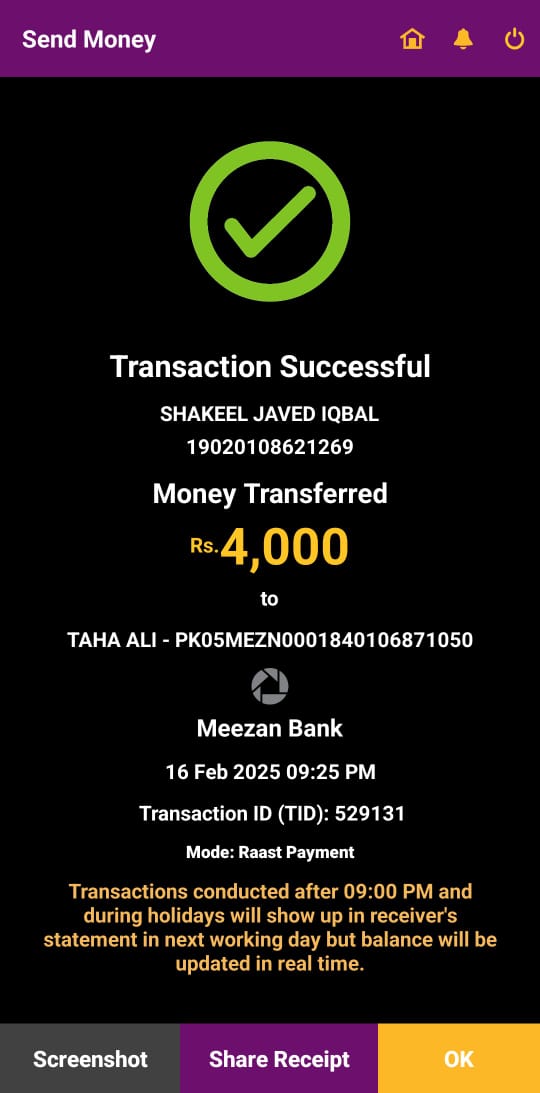 Send Money
Transaction Successful
SHAKEEL JAVED IQBAL
19020108621269
Money Transferred
Rs.4,000
to
TAHA ALI - PK05MEZN0001840106871050
Meezan Bank
16 Feb 2025 09:25 PM
Transaction ID (TID): 529131
Mode: Raast Payment
Transactions conducted after 09:00 PM and
during holidays will show up in receiver's
statement in next working day but balance will be
updated in real time.
Screenshot
Share Receipt
OK